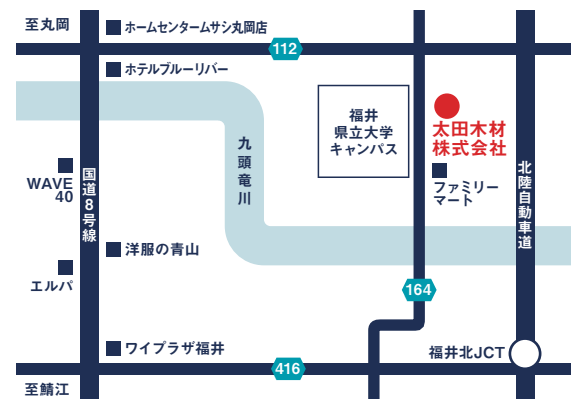 至丸岡
ホームセンタームサシ丸岡店
112
ホテルブルーリバー
福井
県立大学
キャンパス
太田木材
株式会社
ファミリー
マート
九頭竜川
国道8号線
北陸自動車道
WAVE
40
洋服の青山
エルパ
164
ワイプラザ福井
福井北JCT
416
至鯖江